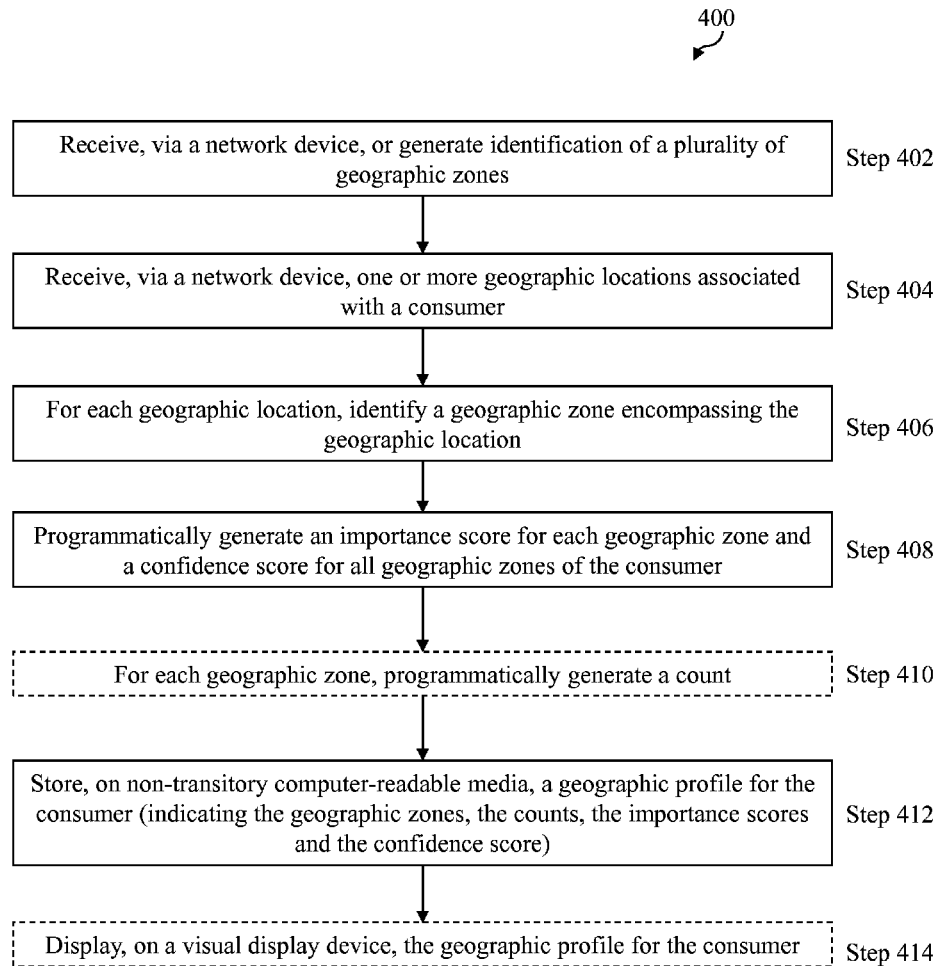 400
Receive, via a network device, or generate identification of a plurality of
geographic zones
Step 402
Receive, via a network device, one or more geographic locations associated
with a consumer
Step 404
For each geographic location, identify a geographic zone encompassing the
geographic location
Step 406
Programmatically generate an importance score for each geographic zone and
a confidence score for all geographic zones of the consumer
Step 408
For each geographic zone, programmatically generate a count
Step 410
Store, on non-transitory computer-readable media, a geographic profile for the
consumer (indicating the geographic zones, the counts, the importance scores
and the confidence score)
Step 412
Display, on a visual display device, the geographic profile for the consumer
Step 414